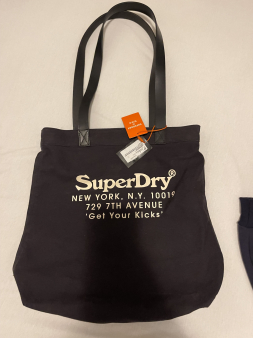 SuperDry®
NEW YORK, N.Y. 10019
729 7TH AVENUE
'Get Your Kicks'